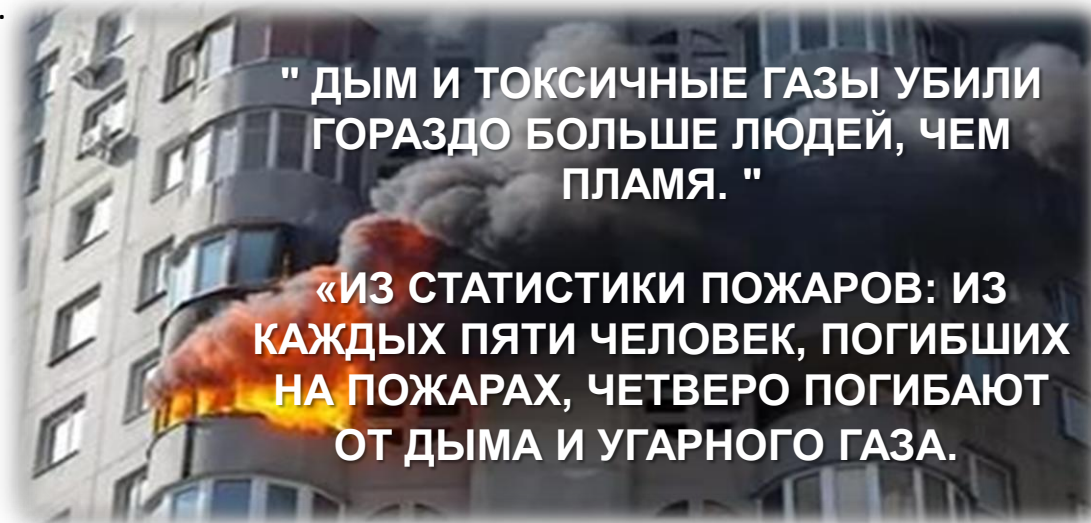 " ДЫМ И ТОКСИЧНЫЕ ГАЗЫ УБИЛИ
ГОРАЗДО БОЛЬШЕ ЛЮДЕЙ, ЧЕМ
ПЛАМЯ. "
«ИЗ СТАТИСТИКИ ПОЖАРОВ: ИЗ
КАЖДЫХ ПЯТИ ЧЕЛОВЕК, ПОГИБШИХ
НА ПОЖАРАХ, ЧЕТВЕРО ПОГИБАЮТ
ОТ ДЫМА И УГАРНОГО ГАЗА.